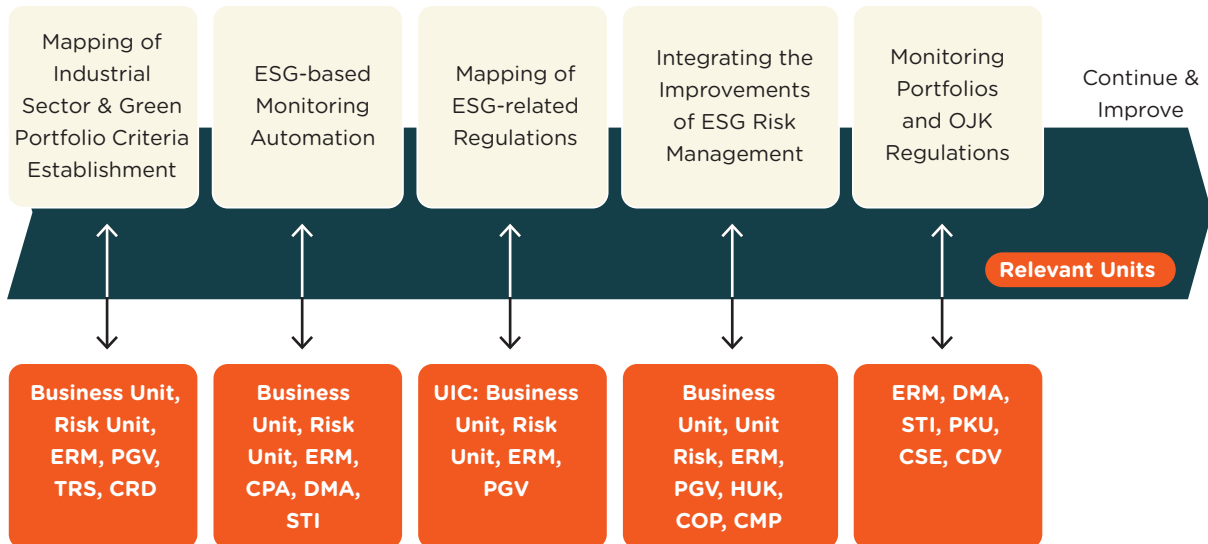 Mapping of
Industrial
Sector & Green
Portfolio Criteria
Establishment
ESG-based
Monitoring
Automation
Mapping of
ESG-related
Regulations
Integrating the
Improvements
of ESG Risk
Management
Monitoring
Portfolios
and OJK
Regulations
Continue &
Improve
Relevant Units
Business Unit,
Risk Unit,
ERM, PGV,
TRS, CRD
Business
Unit, Risk
Unit, ERM,
CPA, DMA,
STI
UIC: Business
Unit, Risk
Unit, ERM,
PGV
Business
Unit, Unit
Risk, ERM,
PGV, HUK,
COP, CMP
ERM, DMA,
STI, PKU,
CSE, CDV